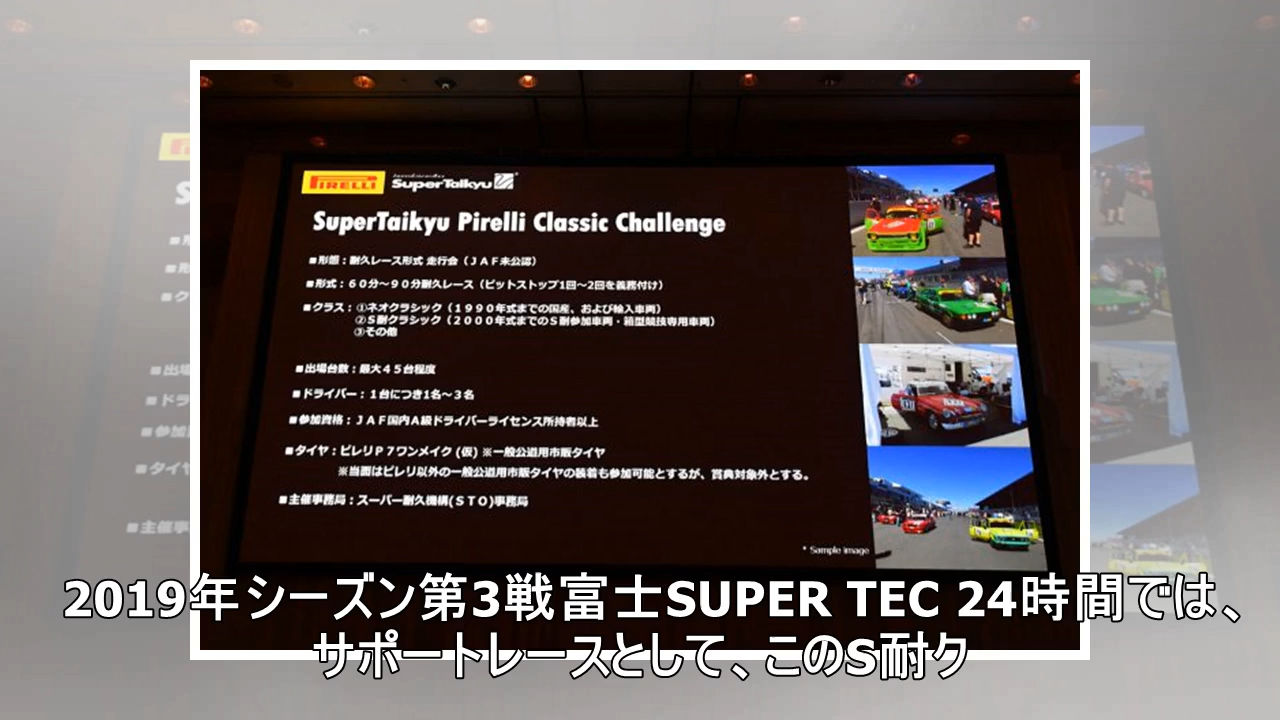 PIRELLI SuperTaikyu
SuperTaikyu Pirelli Classic Challenge
■形態：耐久レース形式 走行会（ＪＡＦ未公認）
■形式：６０分～９０分耐久レース（ピットストップ1回～2回を義務付け）
■クラス：①ネオクラシック（１９９０年式までの国産、および輸入車両）
②Ｓ耐クラシック（２０００年式までのＳ耐参加車両・箱型競技専用車両）
③その他
■出場台数：最大４５台程度
■ドライバー：１台につき1名～３名
■参加資格：ＪＡＦ国内Ａ級ドライバーライセンス所持者以上
■タイヤ：ピレリＰ７ワンメイク (仮) ※一般公道用市販タイヤ
※当面はピレリ以外の一般公道用市販タイヤの装着も参加可能とするが、賞典対象外とする。
■主催事務局：スーパー耐久機構(ＳＴＯ)事務局
* Sample image
2019年シーズン第3戦富士SUPER TEC 24時間では、
サポートレースとして、このS耐ク